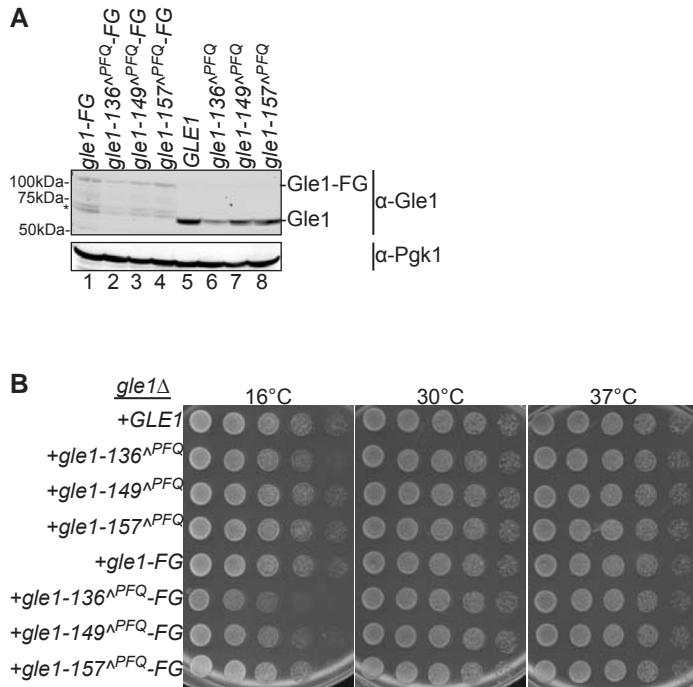 A
gle1-FG
gle1-136^PFQ-FG
gle1-149^PFQ-FG
gle1-157^PFQ-FG
GLE1
gle1-136^PFQ
gle1-149^PFQ
gle1-157^PFQ
100kDa-
75kDa-
*
50kDa-
-Gle1-FG
Gle1
α-Gle1
α-Pgk1
1 2 3 4 5 6 7 8
B
gle1Δ
16°C 30°C 37°C
+GLE1
+gle1-136^PFQ
+gle1-149^PFQ
+gle1-157^PFQ
+gle1-FG
+gle1-136^PFQ-FG
+gle1-149^PFQ-FG
+gle1-157^PFQ-FG